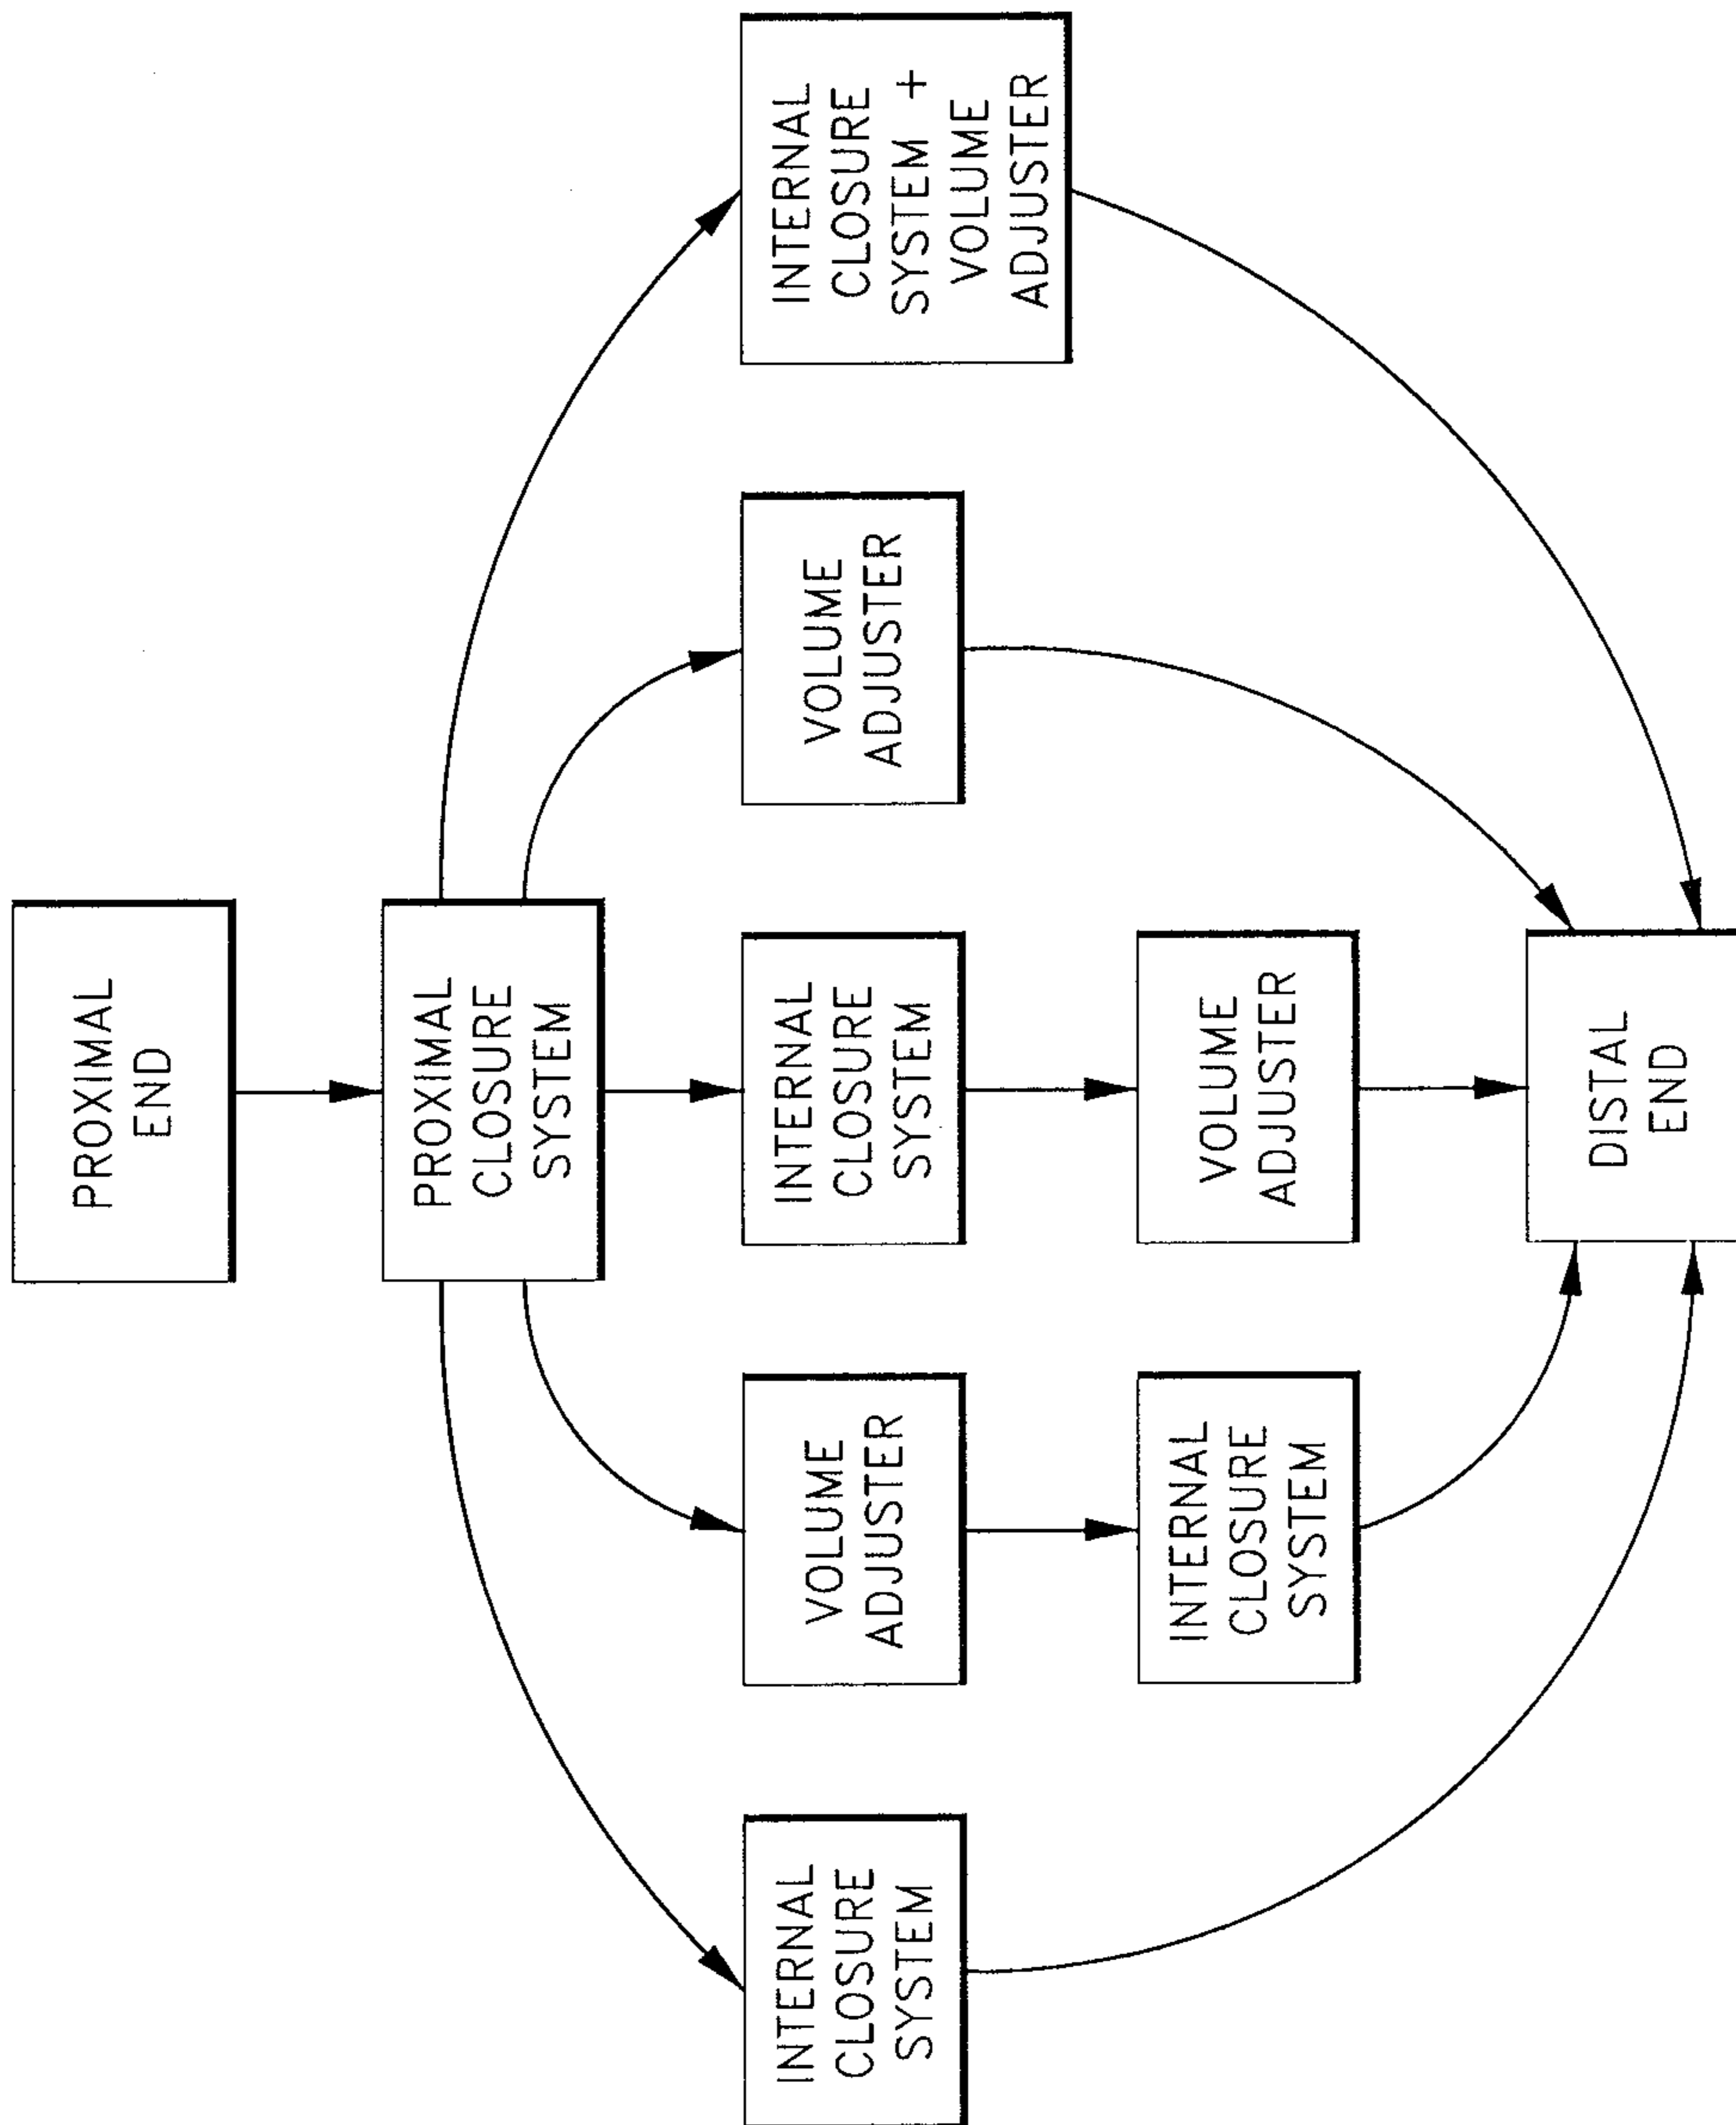 PROXIMAL
END
PROXIMAL
CLOSURE
SYSTEM
INTERNAL
CLOSURE
SYSTEM
VOLUME
ADJUSTER
INTERNAL
CLOSURE
SYSTEM
VOLUME
ADJUSTER
INTERNAL
CLOSURE
SYSTEM +
VOLUME
ADJUSTER
INTERNAL
CLOSURE
SYSTEM
VOLUME
ADJUSTER
DISTAL
END